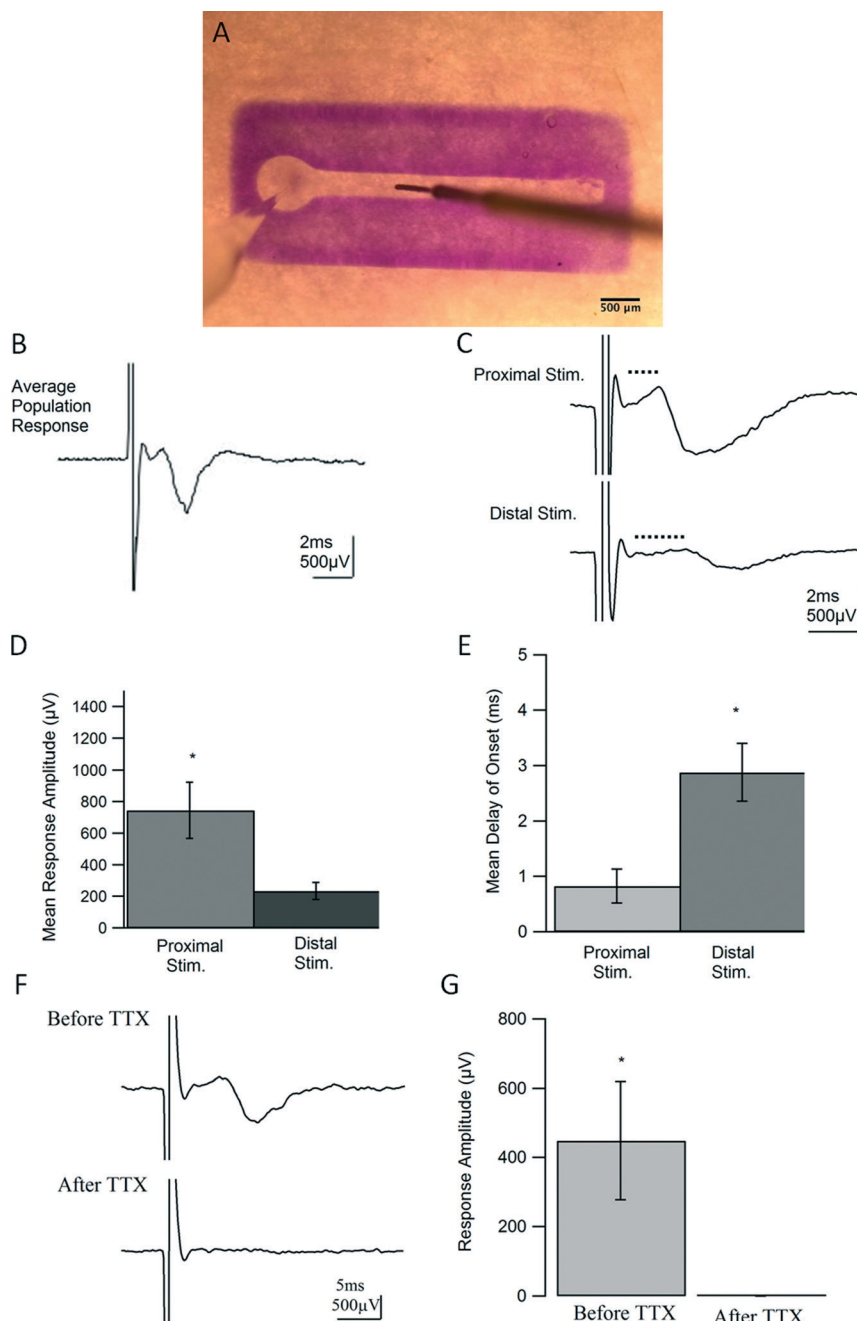 A
500 µm
B
Average
Population
Response
2ms
500µV
C
Proximal Stim.
Distal Stim.
2ms
500µV
D
Mean Response Amplitude (µV)
1400
1200
1000
800
600
400
200
0
*
Proximal
Stim.
Distal
Stim.
E
Mean Delay of Onset (ms)
5
4
3
2
1
0
*
Proximal
Stim.
Distal
Stim.
F
Before TTX
After TTX
5ms
500µV
G
Response Amplitude (µV)
800
600
400
200
0
*
Before TTX
After TTX